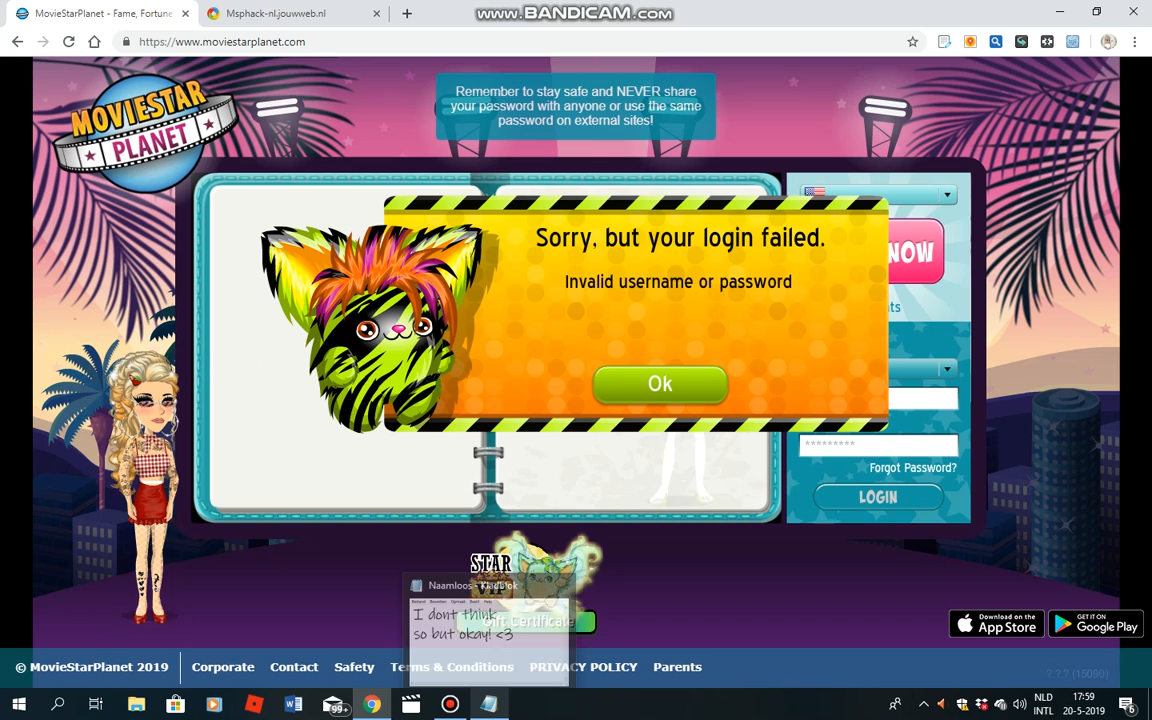 MovieStarPlanet - Fame, Fortune
Msphack-nl.jouwweb.nl
www.BANDICAM.com
https://www.moviestarplanet.com
MOVIESTAR
PLANET
Remember to stay safe and NEVER share
your password with anyone or use the same
password on external sites!
Sorry, but your login failed.
Invalid username or password
Ok
NOW
*********
Forgot Password?
LOGIN
STAR
VIP
Gift Certificate
Naamloos - Kladblok
I dont think
so but okay! <3
Download on the
App Store
GET IT ON
Google Play
© MovieStarPlanet 2019
Corporate
Contact
Safety
Terms & Conditions
PRIVACY POLICY
Parents
??? (15090)
99+
NLD
INTL
17:59
20-5-2019
6